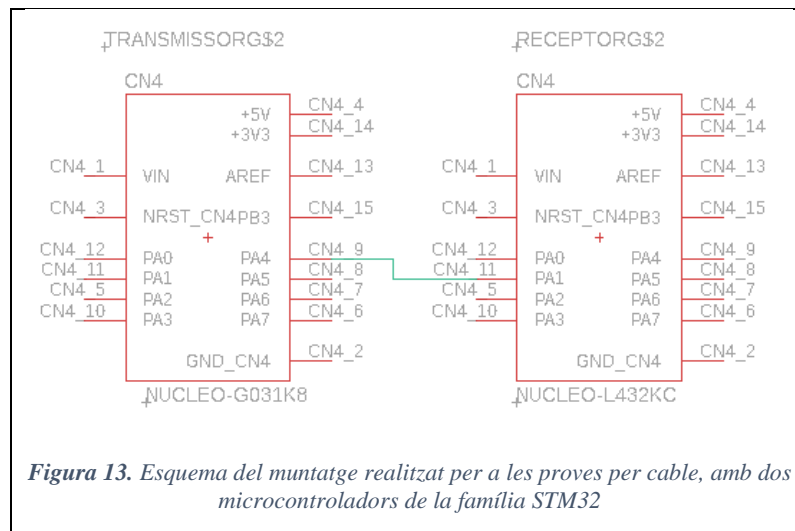 TRANSMISSORG$2
RECEPTORG$2
CN4
CN4
+5V
CN4_4
+5V
CN4_4
+3V3
CN4_14
+3V3
CN4_14
CN4_1
VIN
AREF
CN4_13
CN4_1
VIN
AREF
CN4_13
CN4_3
NRST_CN4PB3
CN4_15
CN4_3
NRST_CN4PB3
CN4_15
CN4_12
PA0
PA4
CN4_9
CN4_12
PA0
PA4
CN4_9
CN4_11
PA1
PA5
CN4_8
CN4_11
PA1
PA5
CN4_8
CN4_5
PA2
PA6
CN4_7
CN4_5
PA2
PA6
CN4_7
CN4_10
PA3
PA7
CN4_6
CN4_10
PA3
PA7
CN4_6
GND_CN4
CN4_2
GND_CN4
CN4_2
NUCLEO-G031K8
NUCLEO-L432KC
Figura 13. Esquema del muntatge realitzat per a les proves per cable, amb dos
microcontroladors de la família STM32